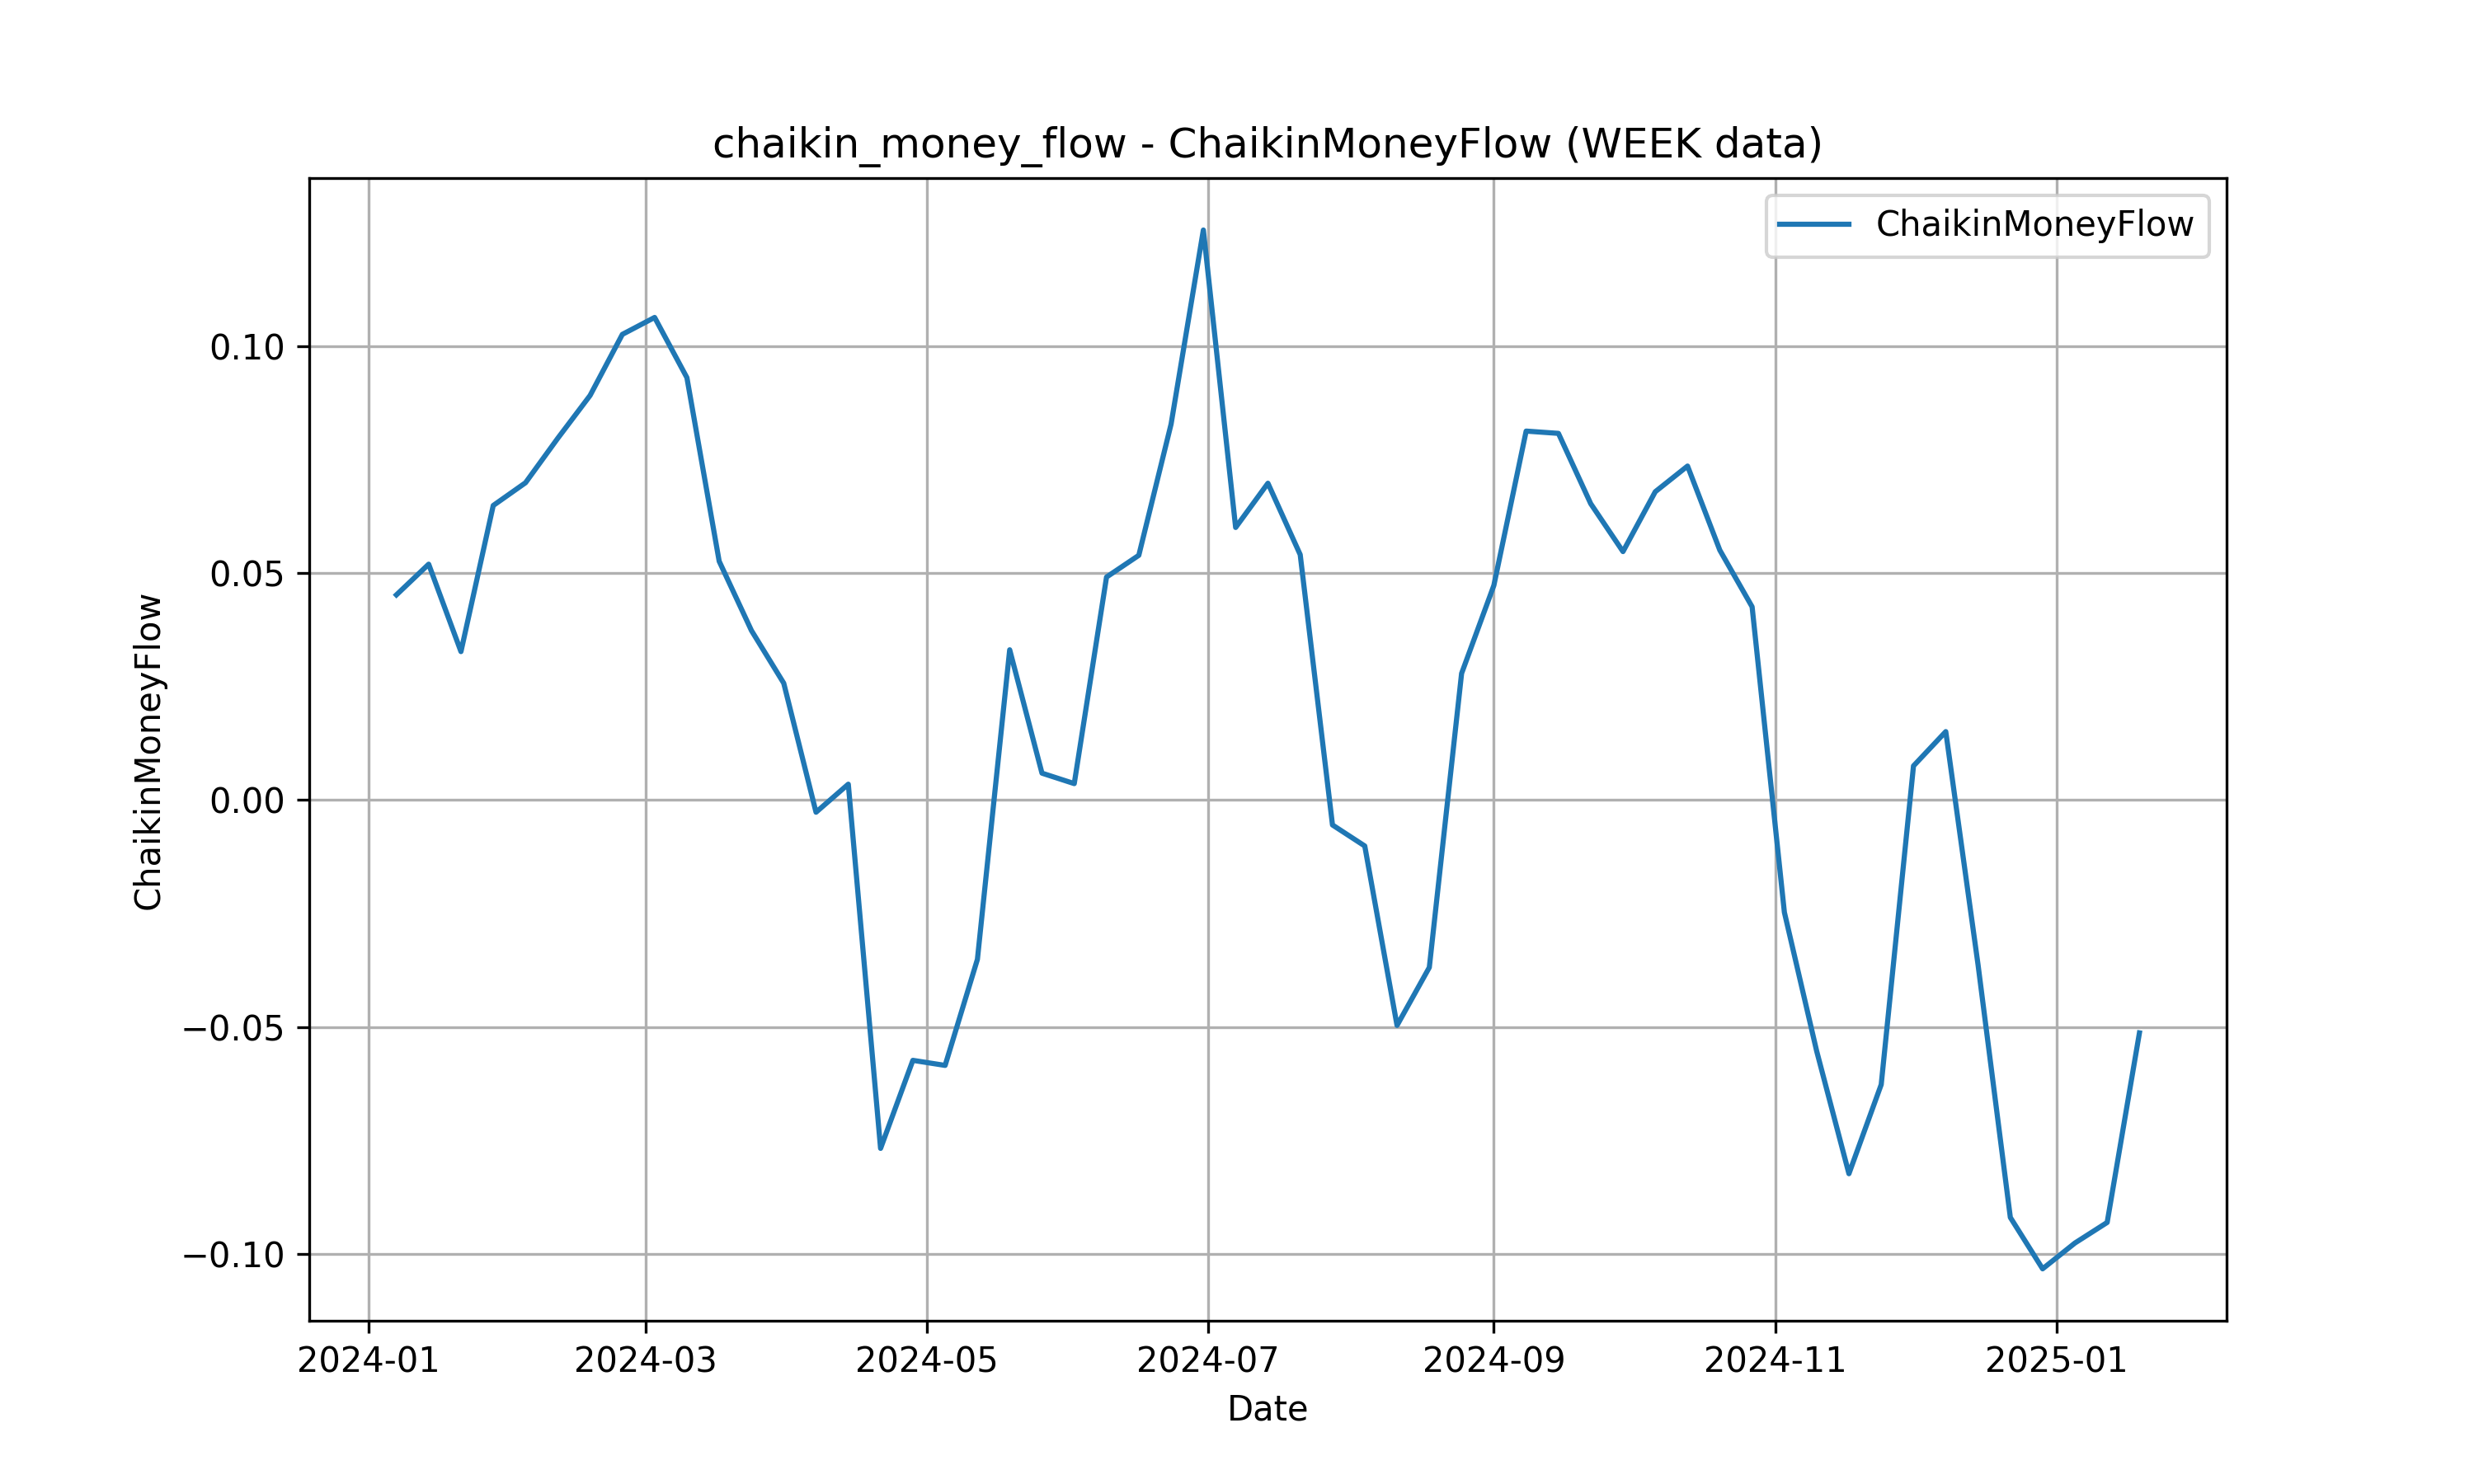 chaikin_money_flow - ChaikinMoneyFlow (WEEK data)
ChaikinMoneyFlow
ChaikinMoneyFlow
0.10
0.05
0.00
−0.05
−0.10
2024-01 2024-03 2024-05 2024-07 2024-09 2024-11 2025-01
Date